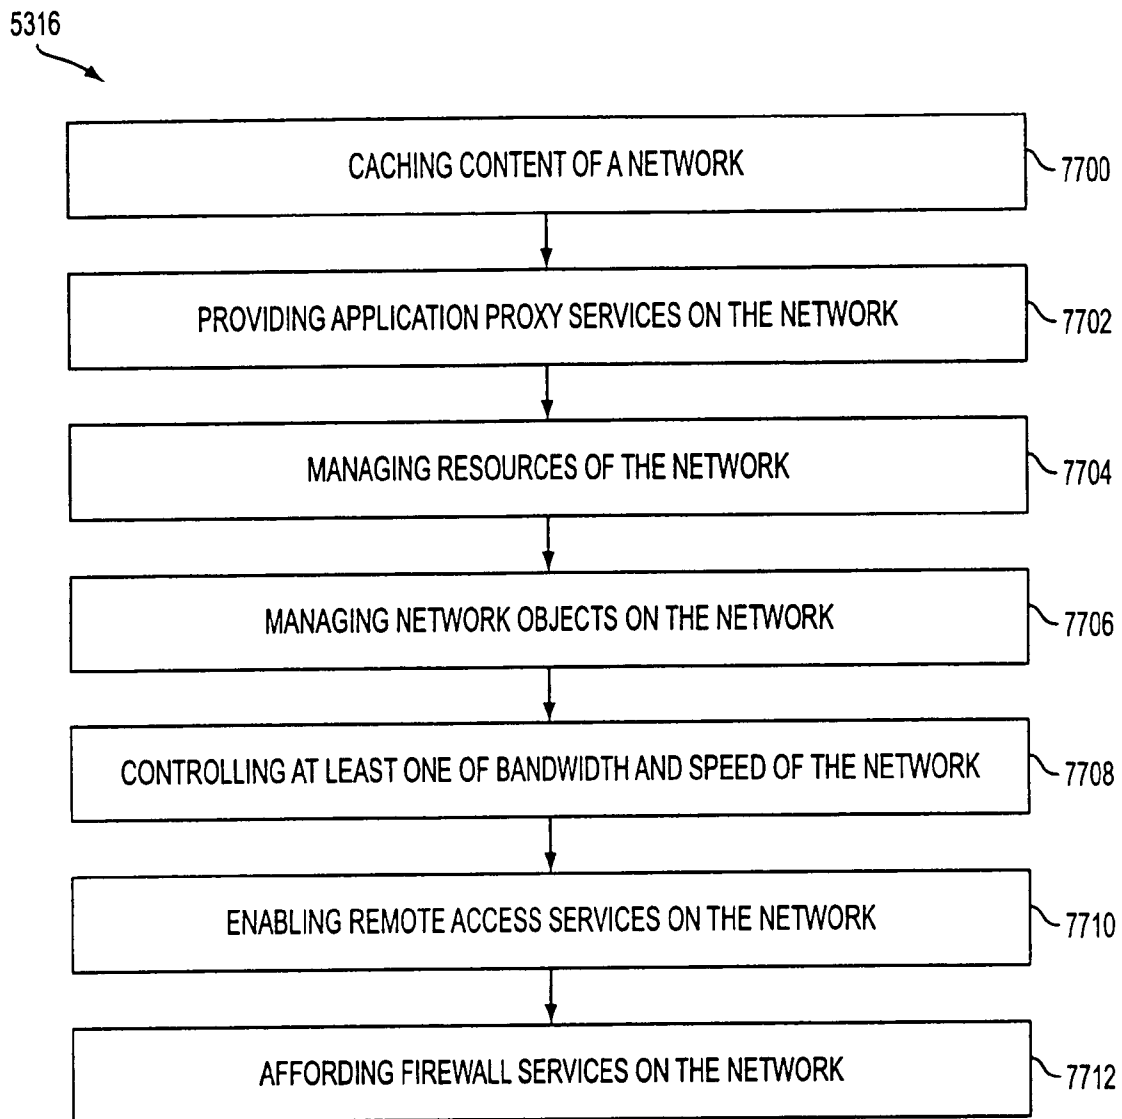 5316
CACHING CONTENT OF A NETWORK
7700
PROVIDING APPLICATION PROXY SERVICES ON THE NETWORK
7702
MANAGING RESOURCES OF THE NETWORK
7704
MANAGING NETWORK OBJECTS ON THE NETWORK
7706
CONTROLLING AT LEAST ONE OF BANDWIDTH AND SPEED OF THE NETWORK
7708
ENABLING REMOTE ACCESS SERVICES ON THE NETWORK
7710
AFFORDING FIREWALL SERVICES ON THE NETWORK
7712